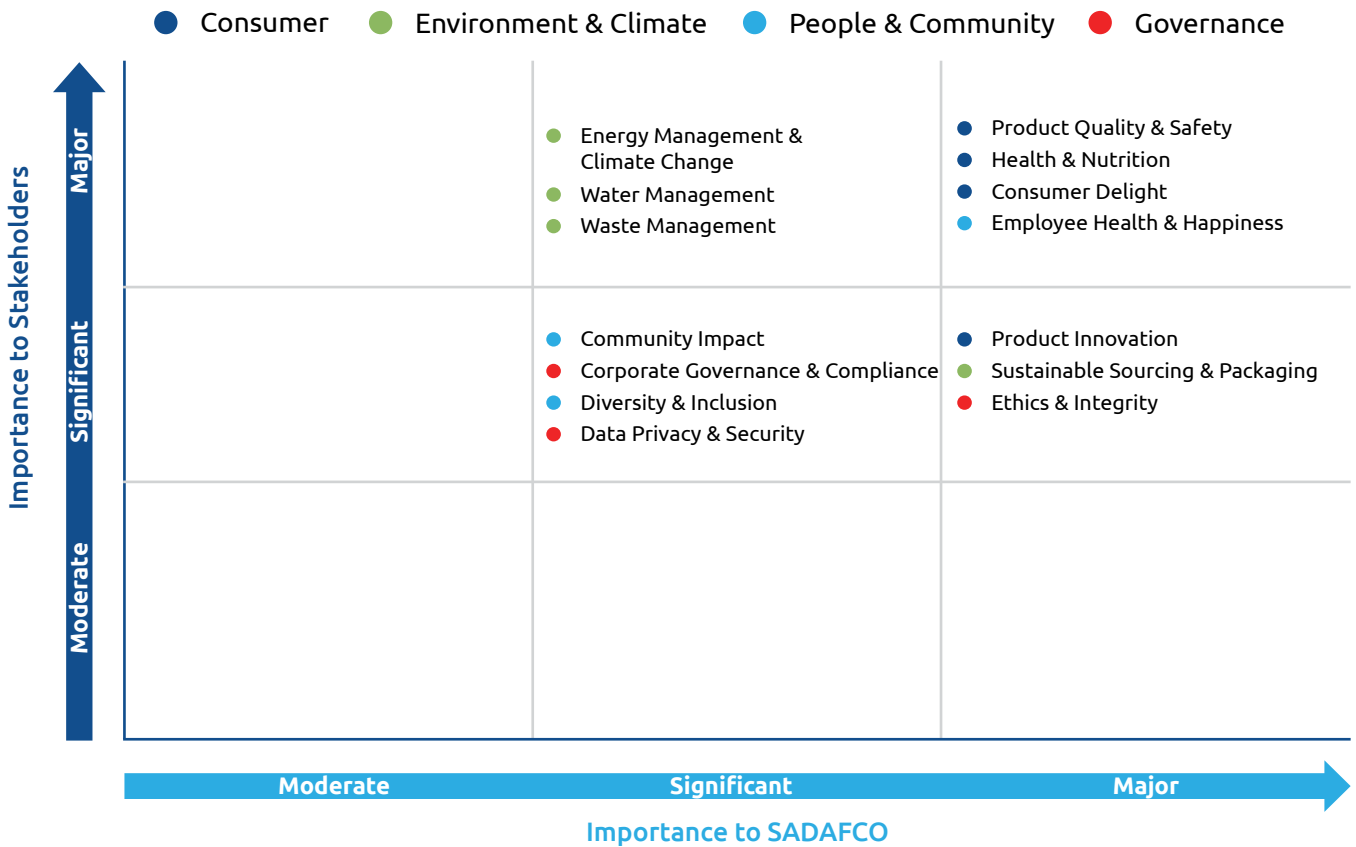 Consumer
Environment & Climate
People & Community
Governance
Importance to Stakeholders
Major
Significant
Moderate
Energy Management &
Climate Change
Water Management
Waste Management
Product Quality & Safety
Health & Nutrition
Consumer Delight
Employee Health & Happiness
Community Impact
Corporate Governance & Compliance
Diversity & Inclusion
Data Privacy & Security
Product Innovation
Sustainable Sourcing & Packaging
Ethics & Integrity
Moderate
Significant
Major
Importance to SADAFCO